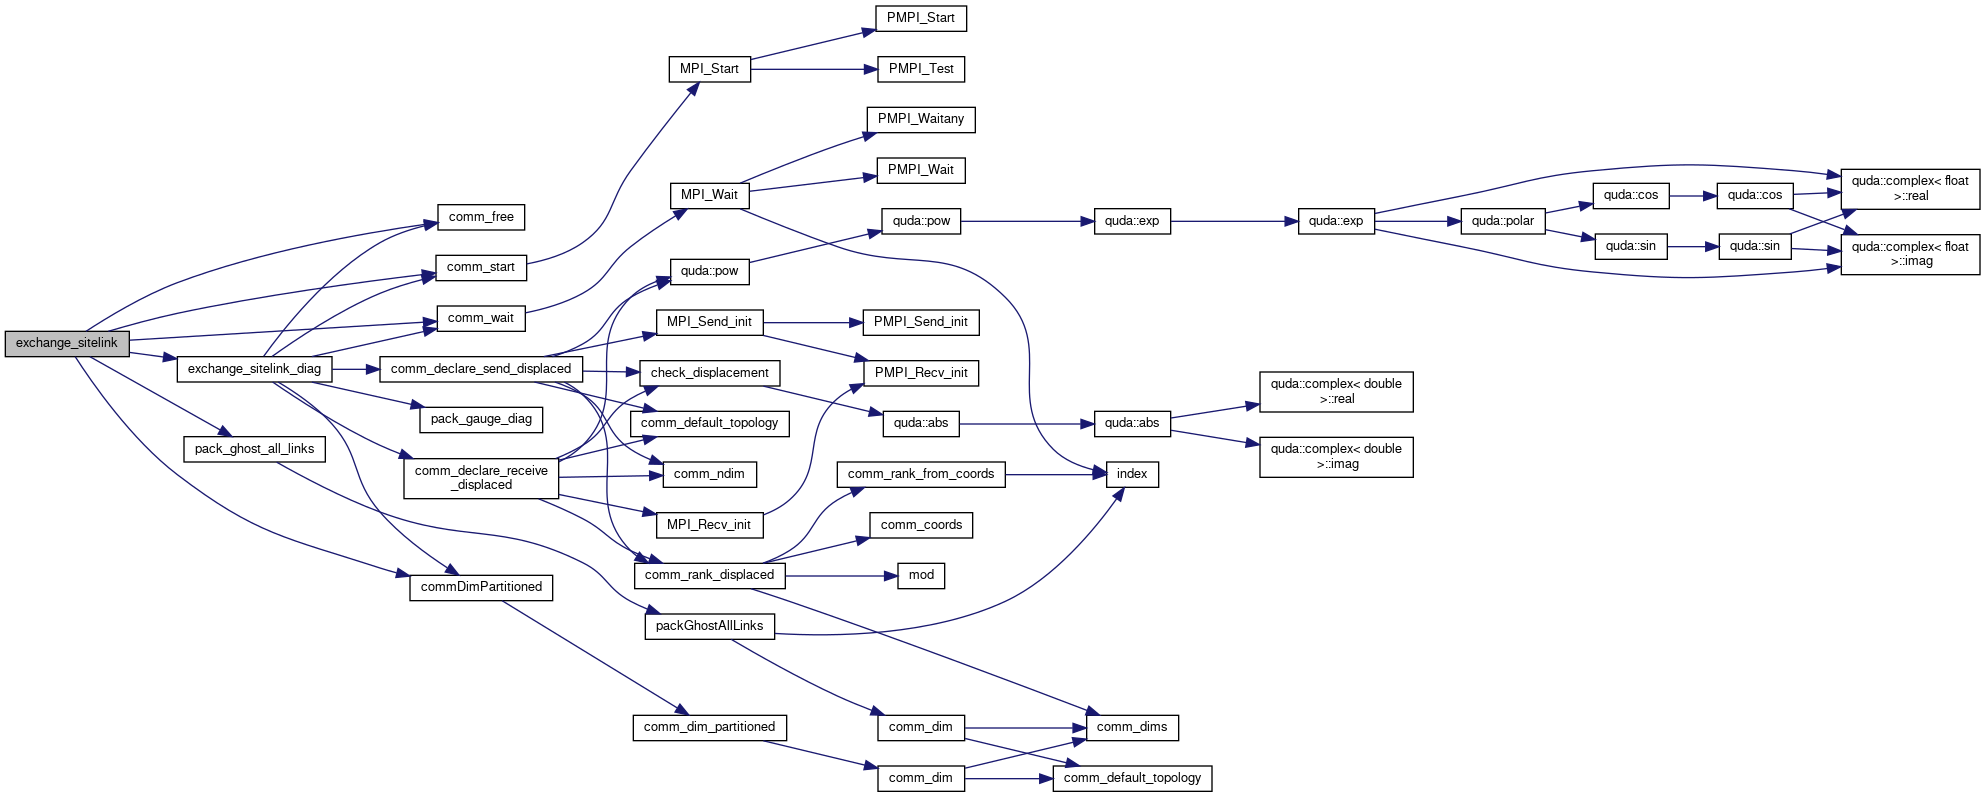 exchange_sitelink
exchange_sitelink_diag
pack_ghost_all_links
comm_free
comm_start
comm_wait
comm_declare_send_displaced
pack_gauge_diag
comm_declare_receive
_displaced
commDimPartitioned
MPI_Start
MPI_Wait
quda::pow
MPI_Send_init
check_displacement
comm_default_topology
comm_ndim
MPI_Recv_init
comm_rank_displaced
packGhostAllLinks
comm_dim_partitioned
PMPI_Start
PMPI_Test
PMPI_Waitany
PMPI_Wait
quda::pow
PMPI_Send_init
PMPI_Recv_init
quda::abs
comm_rank_from_coords
comm_coords
mod
comm_dim
comm_dim
quda::exp
quda::abs
index
comm_dims
comm_default_topology
quda::exp
quda::complex< double
>::real
quda::complex< double
>::imag
quda::polar
quda::cos
quda::sin
quda::cos
quda::sin
quda::complex< float
>::real
quda::complex< float
>::imag